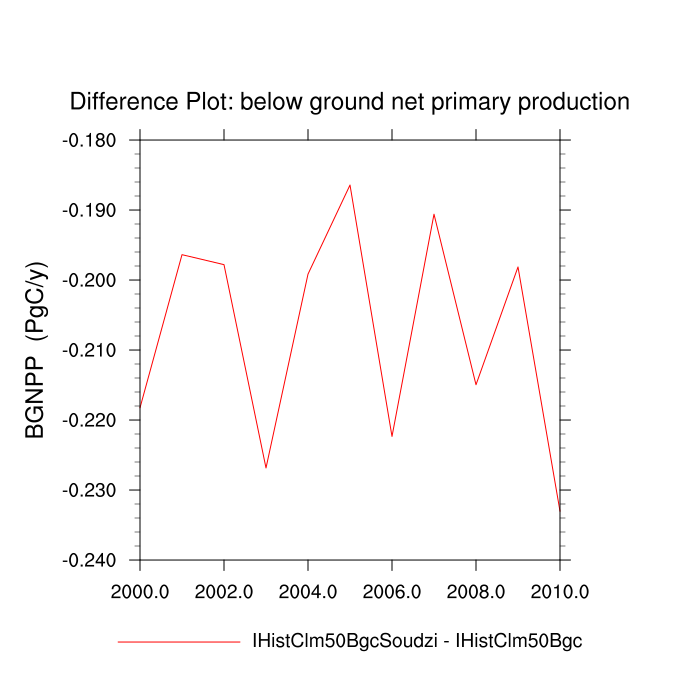 Difference Plot: below ground net primary production
BGNPP (PgC/y)
-0.180
-0.190
-0.200
-0.210
-0.220
-0.230
-0.240
2000.0 2002.0 2004.0 2006.0 2008.0 2010.0
IHistClm50BgcSoudzi - IHistClm50Bgc